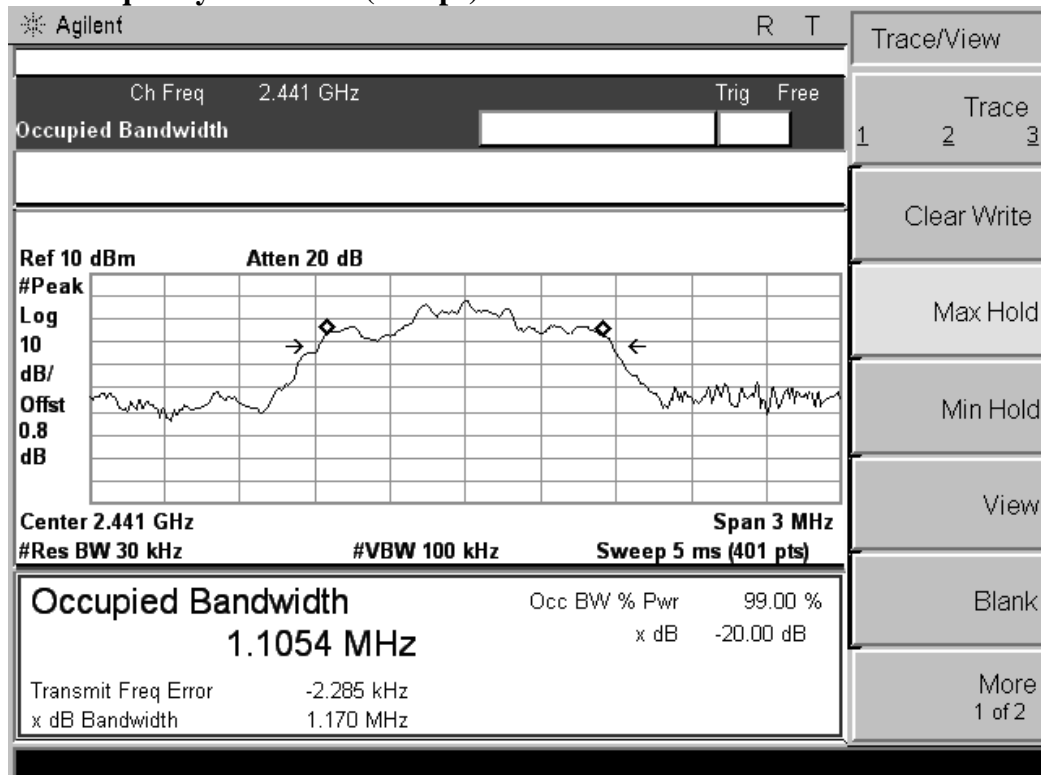 Agilent R T
Trace/View
Ch Freq 2.441 GHz Trig Free
Occupied Bandwidth
Trace
1 2 3
Clear Write
Max Hold
Min Hold
View
Blank
More
1 of 2
Ref 10 dBm Atten 20 dB
#Peak
Log
10
dB/
Offst
0.8
dB
Center 2.441 GHz Span 3 MHz
#Res BW 30 kHz #VBW 100 kHz Sweep 5 ms (401 pts)
Occupied Bandwidth Occ BW % Pwr 99.00 %
1.1054 MHz x dB -20.00 dB
Transmit Freq Error -2.285 kHz
x dB Bandwidth 1.170 MHz